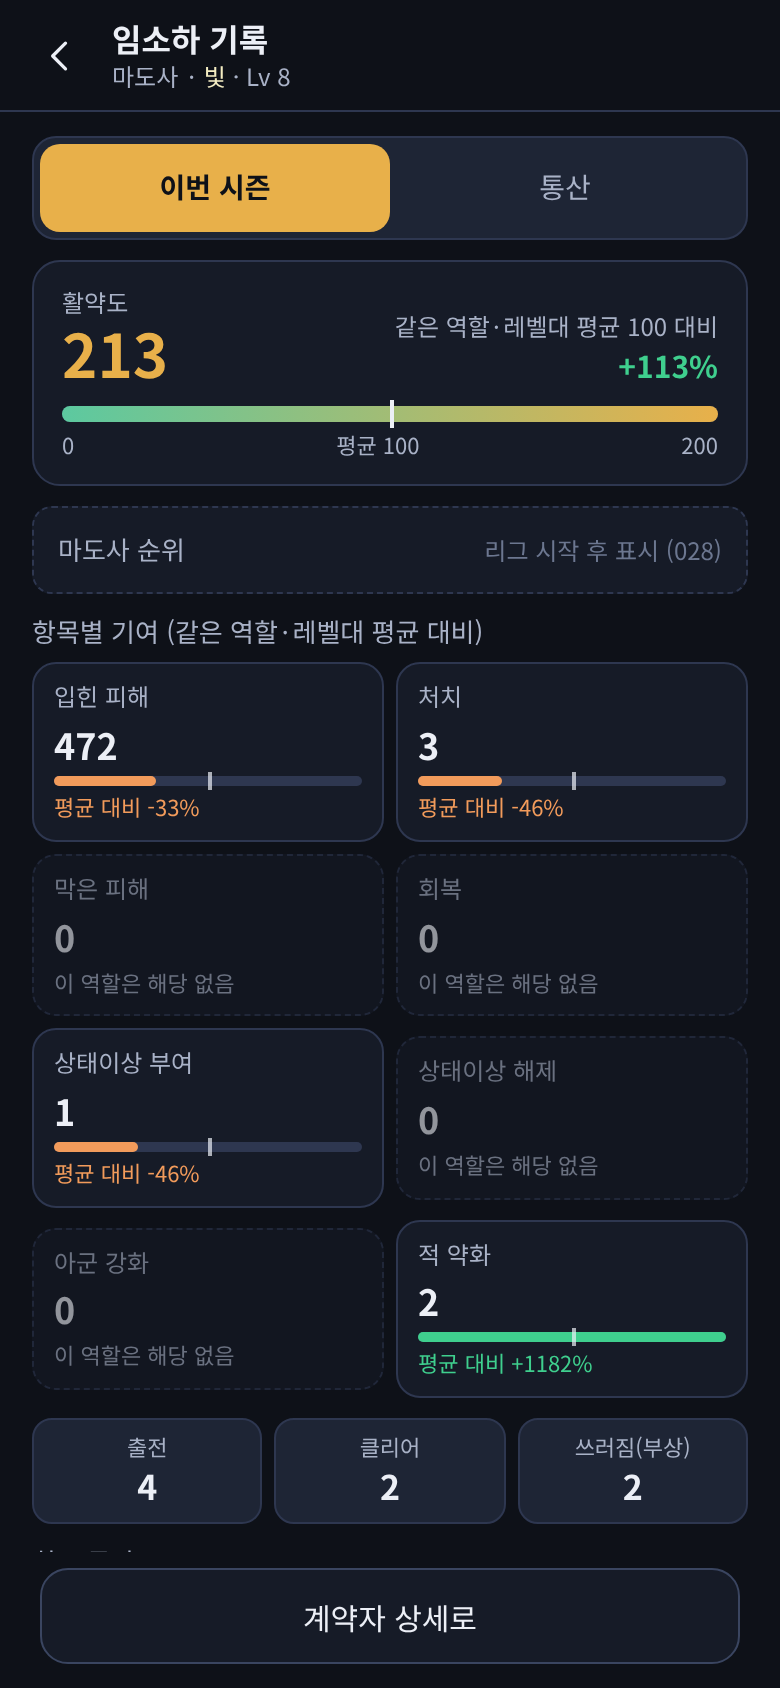 임소하 기록
마도사 · 빛 · Lv 8
이번 시즌
통산
활약도
213
같은 역할·레벨대 평균 100 대비
+113%
0
평균 100
200
마도사 순위
리그 시작 후 표시 (028)
항목별 기여 (같은 역할·레벨대 평균 대비)
입힌 피해
472
평균 대비 -33%
처치
3
평균 대비 -46%
막은 피해
0
이 역할은 해당 없음
회복
0
이 역할은 해당 없음
상태이상 부여
1
평균 대비 -46%
상태이상 해제
0
이 역할은 해당 없음
아군 강화
0
이 역할은 해당 없음
적 약화
2
평균 대비 +1182%
출전
4
클리어
2
쓰러짐(부상)
2
계약자 상세로